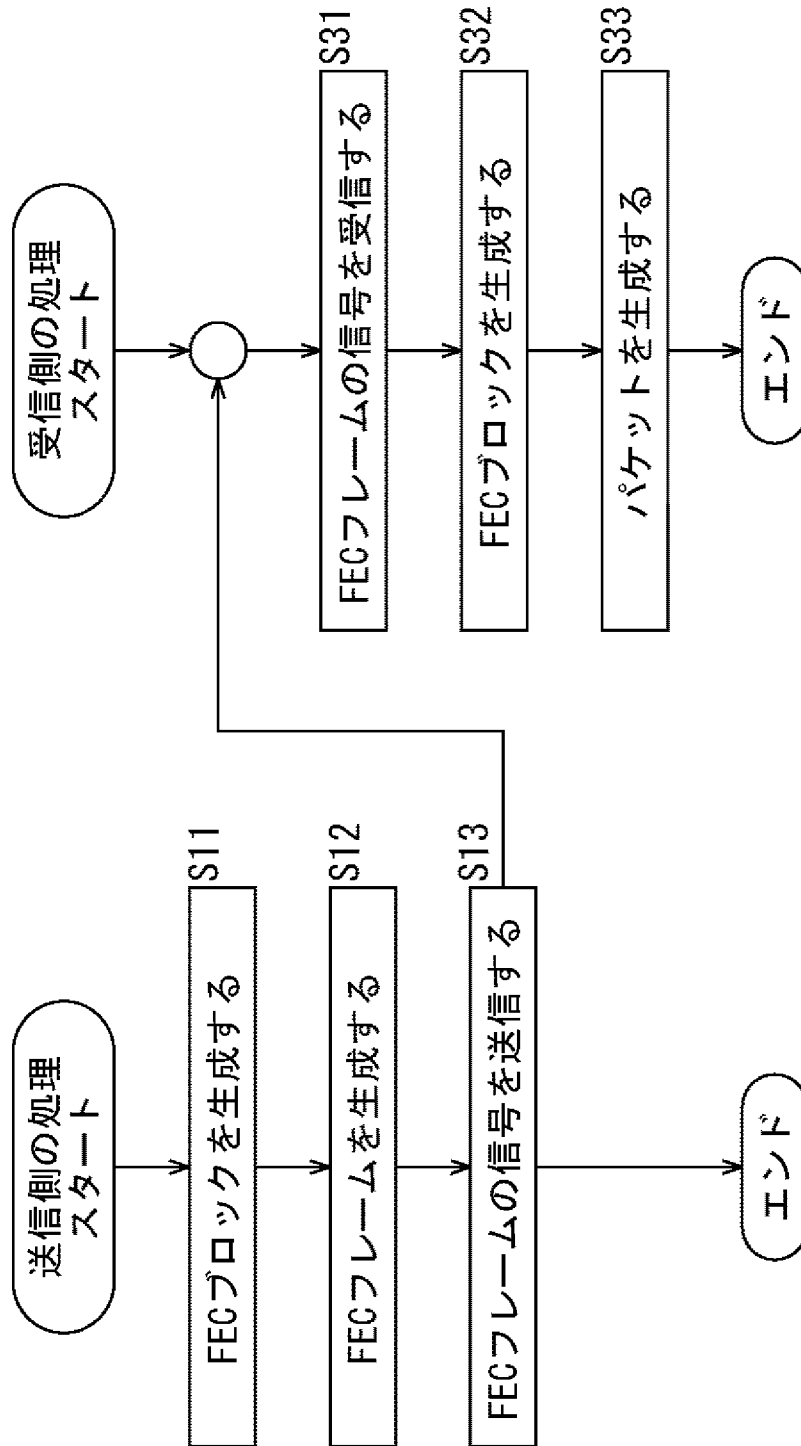 送信側の処理
スタート
FECブロックを生成する
S11
FECフレームを生成する
S12
FECフレームの信号を送信する
S13
エンド
受信側の処理
スタート
FECフレームの信号を受信する
S31
FECブロックを生成する
S32
パケットを生成する
S33
エンド